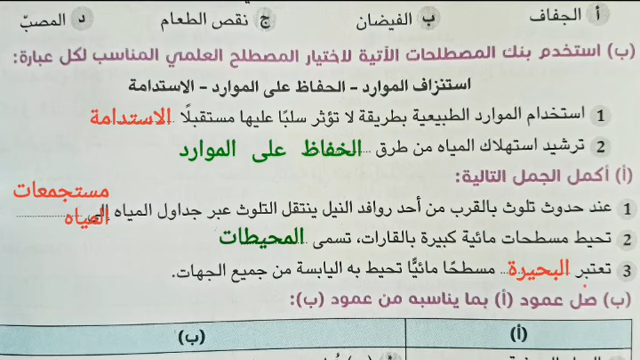 أ الجفاف ب الفيضان ج نقص الطعام د المصبّ
(ب) استخدم بنك المصطلحات الآتية لاختيار المصطلح العلمي المناسب لكل عبارة:
استنزاف الموارد - الحفاظ على الموارد - الاستدامة
1 استخدام الموارد الطبيعية بطريقة لا تؤثر سلبًا عليها مستقبلًا الاستدامة
2 ترشيد استهلاك المياه من طرق الحفاظ على الموارد
(أ) أكمل الجمل التالية:
1 عند حدوث تلوث بالقرب من أحد روافد النيل ينتقل التلوث عبر جداول المياه إلى مستجمعات المياه
2 تحيط مسطحات مائية كبيرة بالقارات، تسمى المحيطات
3 تعتبر البحيرة مسطحًا مائيًّا تحيط به اليابسة من جميع الجهات.
(ب) صل عمود (أ) بما يناسبه من عمود (ب):
(أ) (ب)